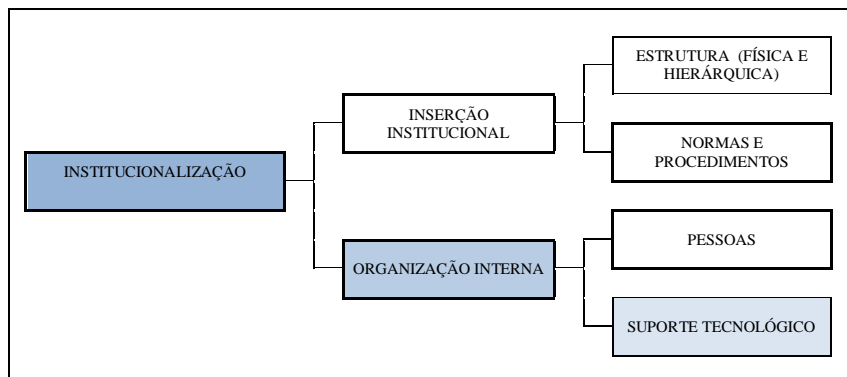 INSTITUCIONALIZAÇÃO
INSERÇÃO
INSTITUCIONAL
ESTRUTURA (FÍSICA E
HIERÁRQUICA)
NORMAS E
PROCEDIMENTOS
ORGANIZAÇÃO INTERNA
PESSOAS
SUPORTE TECNOLÓGICO